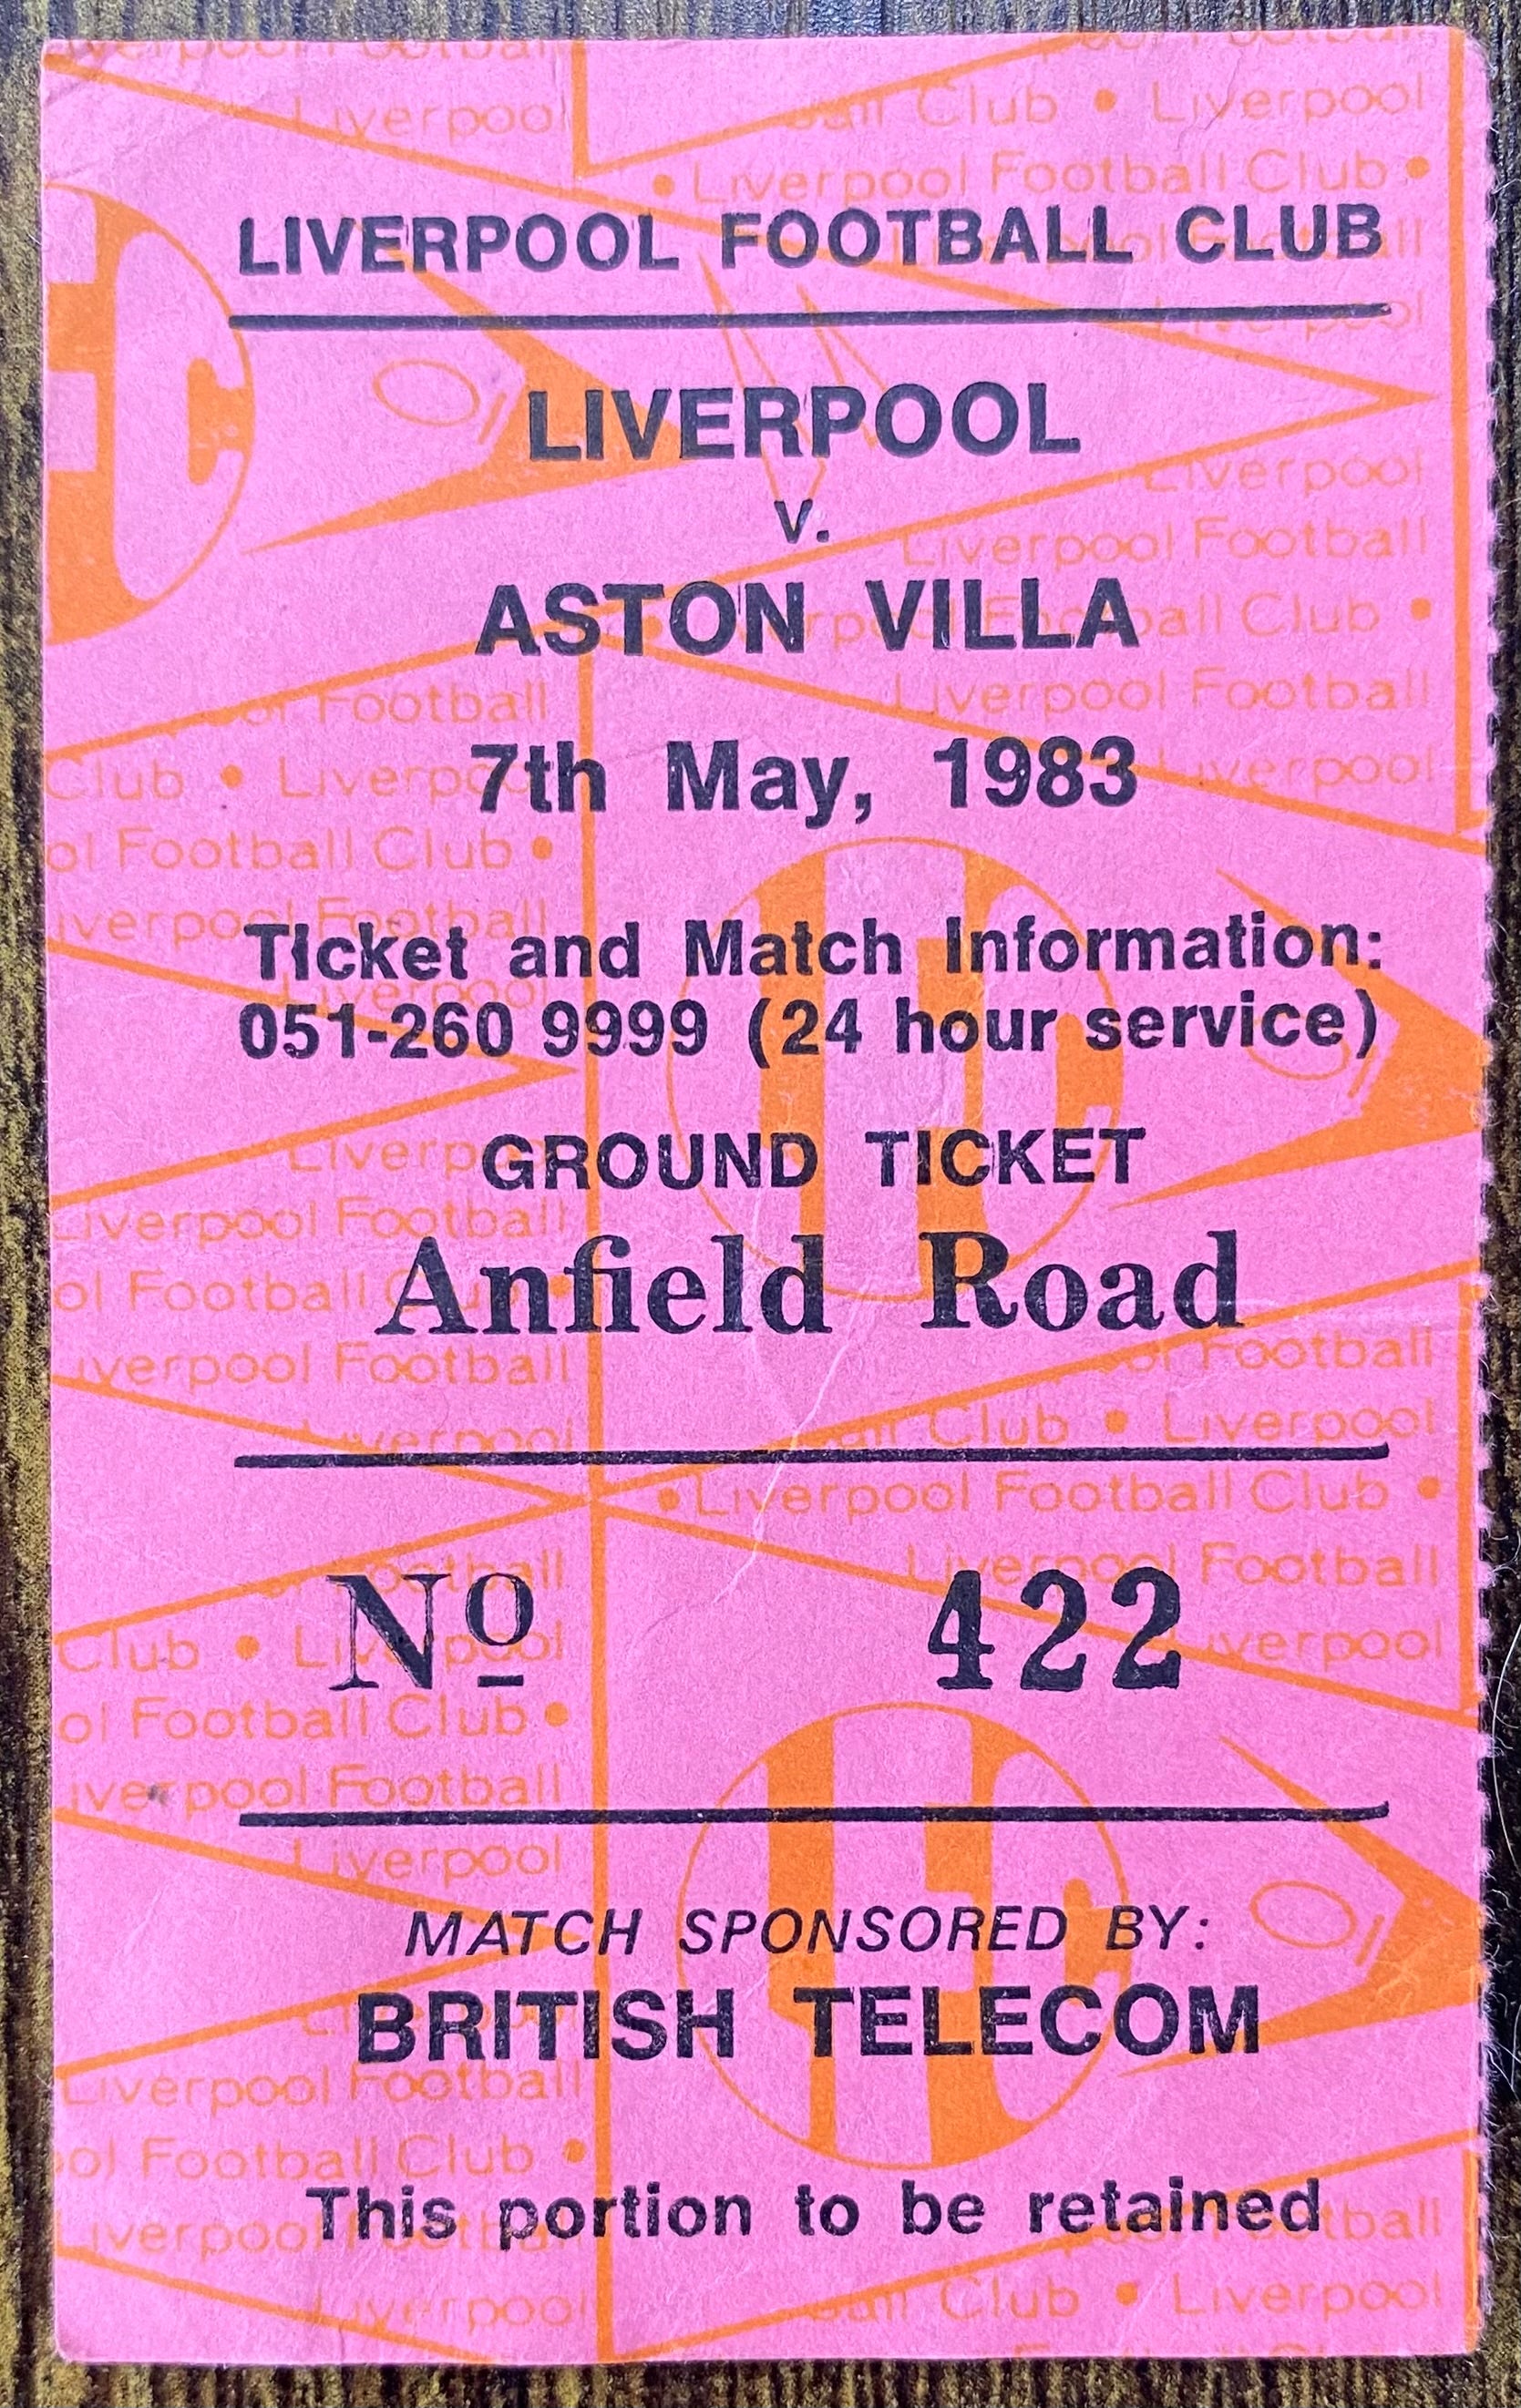 LIVERPOOL FOOTBALL CLUB
LIVERPOOL
v.
ASTON VILLA
7th May, 1983
Ticket and Match Information:
051-260 9999 (24 hour service)
GROUND TICKET
Anfield Road
Nº 422
MATCH SPONSORED BY:
BRITISH TELECOM
This portion to be retained